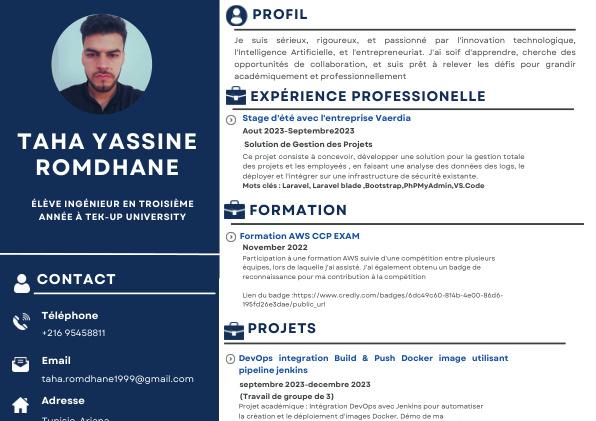 TAHA YASSINE
ROMDHANE
ÉLÈVE INGÉNIEUR EN TROISIÈME
ANNÉE À TEK-UP UNIVERSITY
CONTACT
Téléphone
+216 95458811
Email
taha.romdhane1999@gmail.com
Adresse
Tunisie-Ariana
PROFIL
Je suis sérieux, rigoureux, et passionné par l'innovation technologique,
l'Intelligence Artificielle, et l'entrepreneuriat. J'ai soif d'apprendre, cherche des
opportunités de collaboration, et suis prêt à relever les défis pour grandir
académiquement et professionnellement
EXPÉRIENCE PROFESSIONELLE
Stage d'été avec l'entreprise Vaerdia
Aout 2023-Septembre2023
Solution de Gestion des Projets
Ce projet consiste à concevoir, développer une solution pour la gestion totale
des projets et les employées , en faisant une analyse des données des logs, le
déployer et l'intégrer sur une infrastructure de sécurité existante.
Mots clés : Laravel, Laravel blade ,Bootstrap,PhPMyAdmin,VS.Code
FORMATION
Formation AWS CCP EXAM
November 2022
Participation à une formation AWS suivie d'une compétition entre plusieurs
équipes, lors de laquelle j'ai assisté. J'ai également obtenu un badge de
reconnaissance pour ma contribution à la compétition
Lien du badge :https://www.credly.com/badges/6dc49c60-814b-4e00-86d6-
195fd26e3dae/public_url
PROJETS
DevOps integration Build & Push Docker image utilisant
pipeline jenkins
septembre 2023-decembre 2023
(Travail de groupe de 3)
Projet académique : Intégration DevOps avec Jenkins pour automatiser
la création et le déploiement d'images Docker. Démo de ma